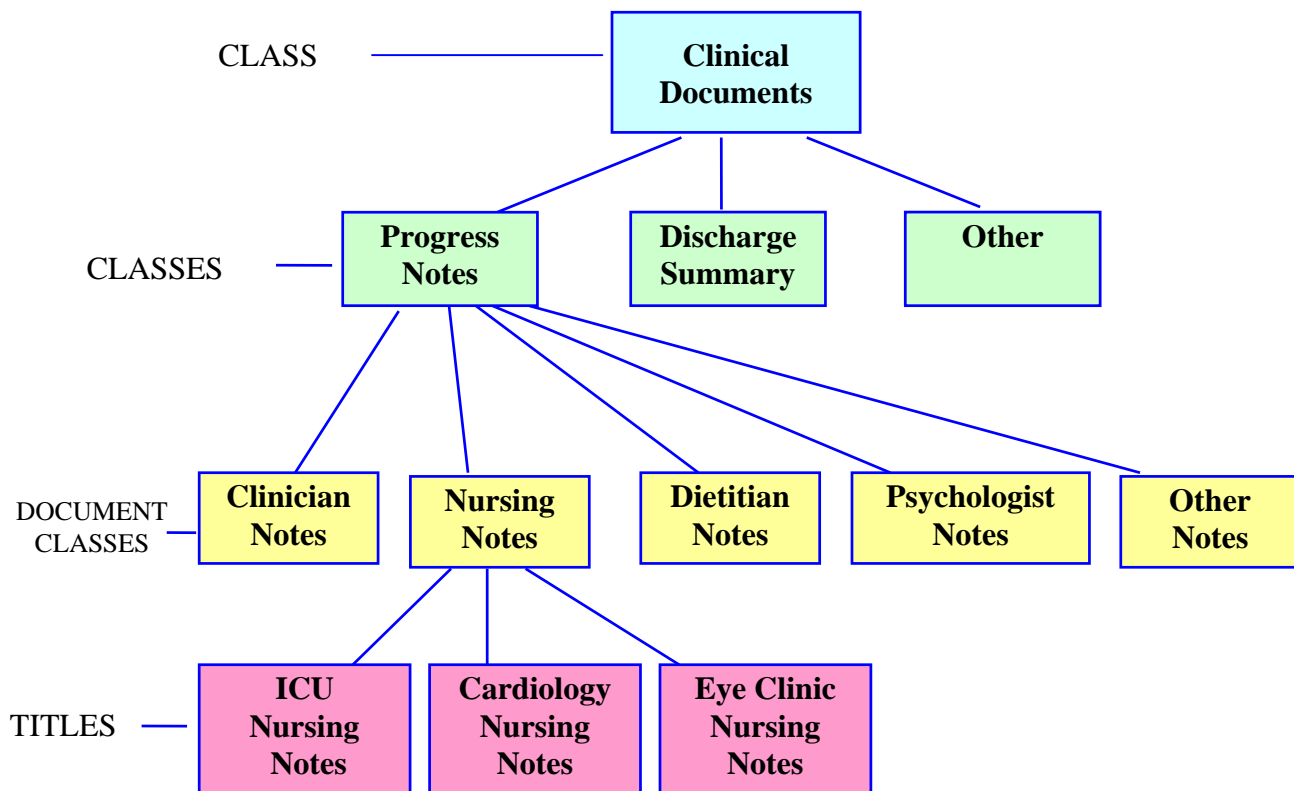 CLASS
Clinical
Documents
CLASSES
Progress
Notes
Discharge
Summary
Other
DOCUMENT
CLASSES
Clinician
Notes
Nursing
Notes
Dietitian
Notes
Psychologist
Notes
Other
Notes
TITLES
ICU
Nursing
Notes
Cardiology
Nursing
Notes
Eye Clinic
Nursing
Notes